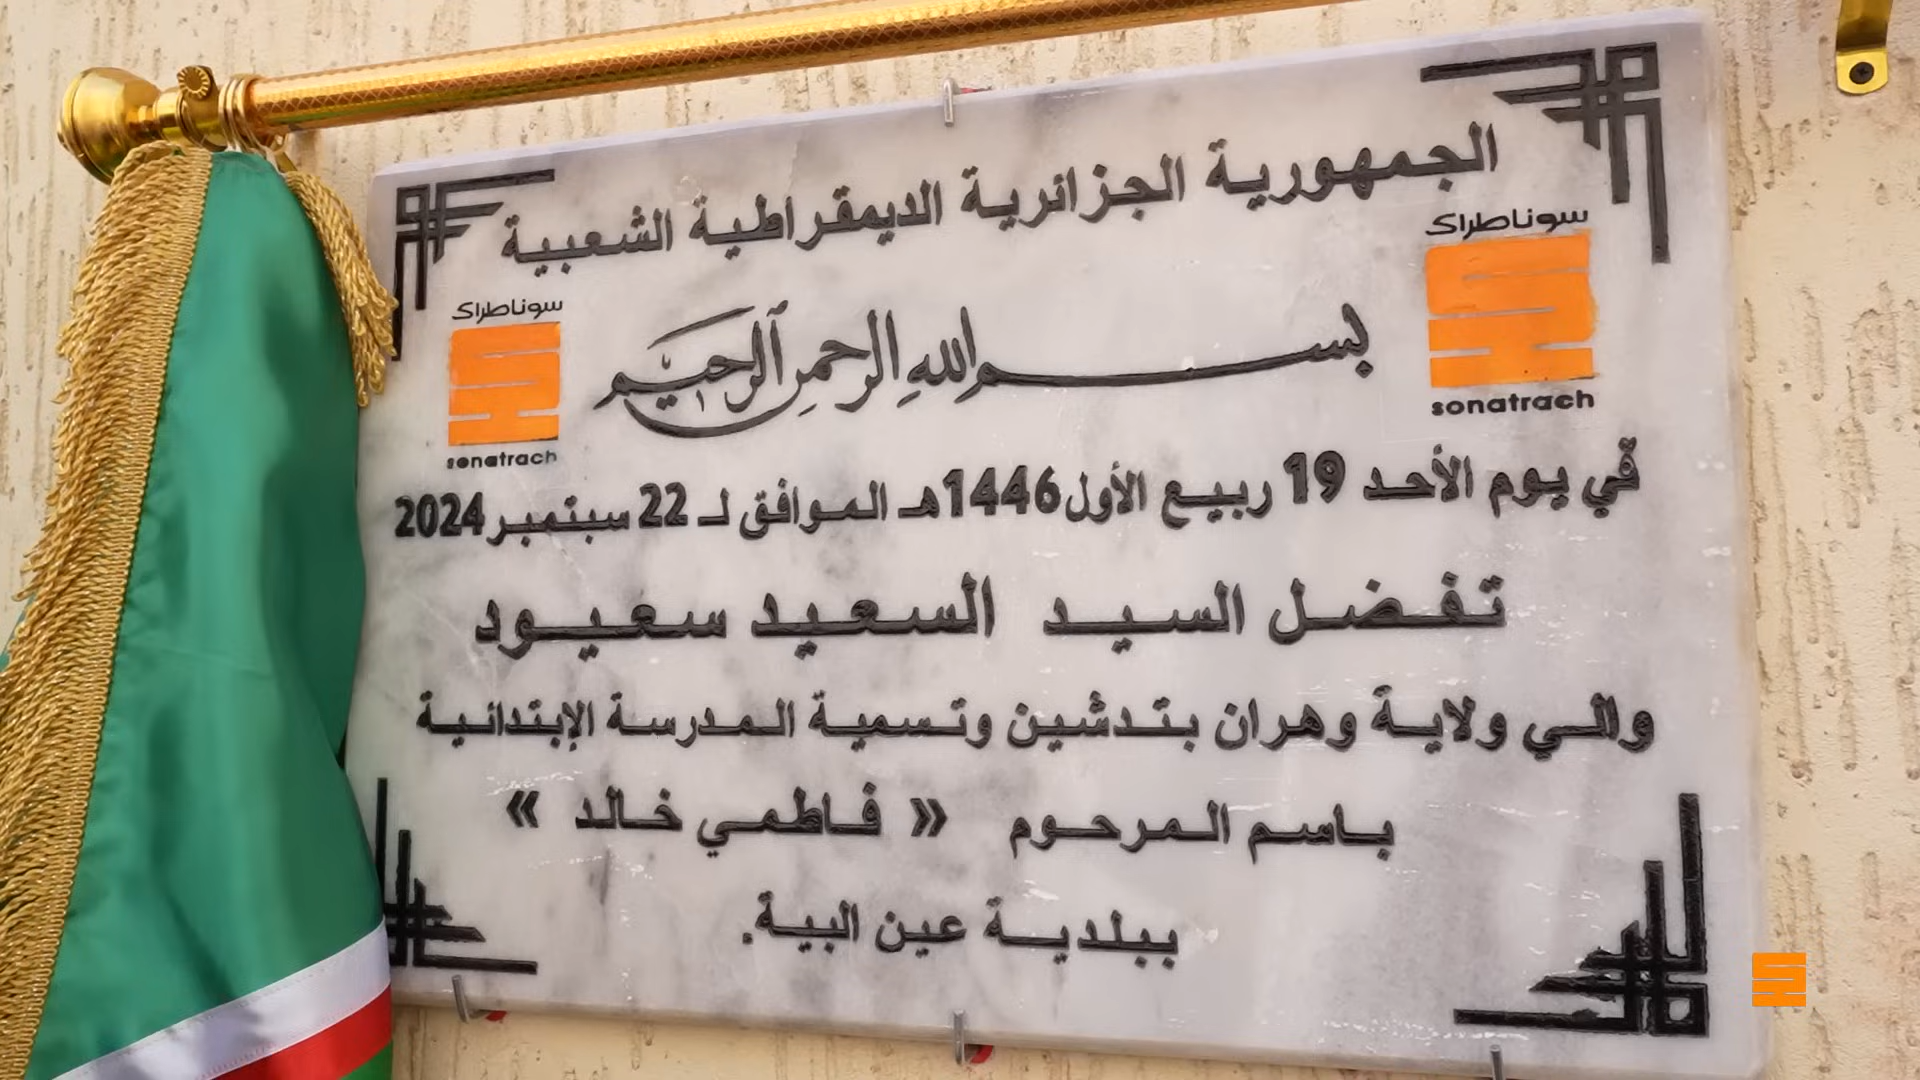 الجمهورية الجزائرية الديمقراطية الشعبية
سوناطراك
sonatrach
سوناطراك
sonatrach
بسم الله الرحمن الرحيم
في يوم الأحد 19 ربيع الأول 1446هـ الموافق لـ 22 سبتمبر 2024
تفضل السيد السعيد سعيود
والي ولاية وهران بتدشين وتسمية المدرسة الإبتدائية
باسم المرحوم « فاطمي خالد »
ببلدية عين البية.